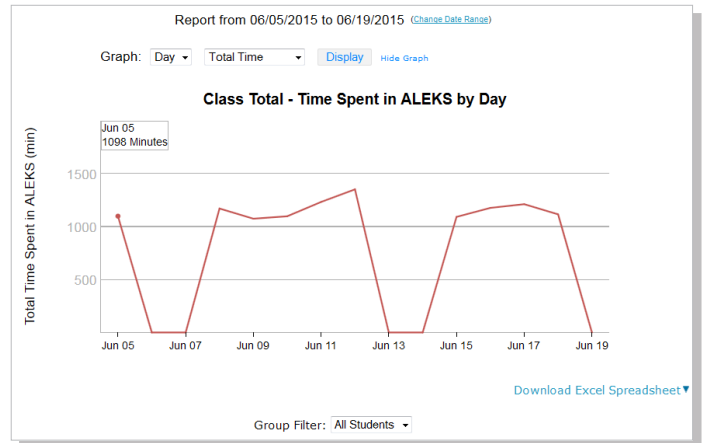 Report from 06/05/2015 to 06/19/2015 (Change Date Range)
Graph: Day Total Time Display Hide Graph
Class Total - Time Spent in ALEKS by Day
Jun 05
1098 Minutes
Total Time Spent in ALEKS (min)
1500
1000
500
Jun 05 Jun 07 Jun 09 Jun 11 Jun 13 Jun 15 Jun 17 Jun 19
Download Excel Spreadsheet
Group Filter: All Students